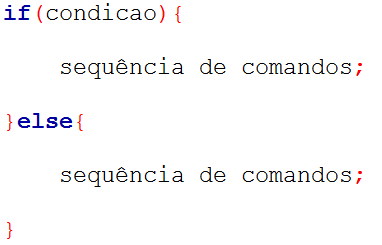 if(condicao){
sequência de comandos;
}else{
sequência de comandos;
}